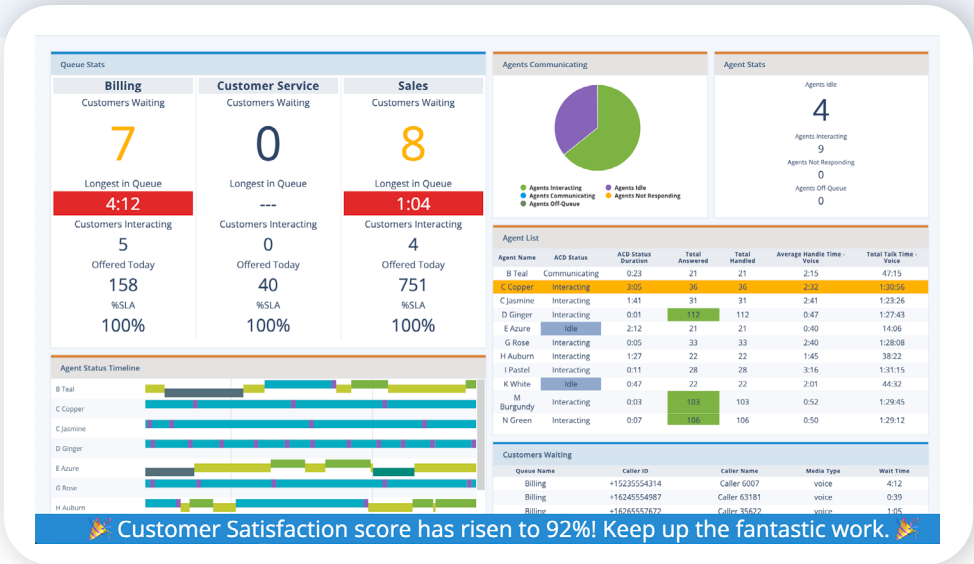 Queue Stats
Billing
Customers Waiting
7
Longest in Queue
4:12
Customers Interacting
5
Offered Today
158
%SLA
100%
Customer Service
Customers Waiting
0
Longest in Queue
---
Customers Interacting
0
Offered Today
40
%SLA
100%
Sales
Customers Waiting
8
Longest in Queue
1:04
Customers Interacting
4
Offered Today
751
%SLA
100%
Agent Status Timeline
B Teal
C Copper
C Jasmine
D Ginger
E Azure
G Rose
H Auburn
Agents Communicating
Agents Interacting Agents Idle
Agents Communicating Agents Not Responding
Agents Off-Queue
Agent Stats
Agents Idle
4
Agents Interacting
9
Agents Not Responding
0
Agents Off-Queue
0
Agent List
Agent Name ACD Status ACD Status Duration Total Answered Total Handled Average Handle Time - Voice Total Talk Time - Voice
B Teal Communicating 0:23 21 21 2:15 47:15
C Copper Interacting 3:05 36 36 2:32 1:30:56
C Jasmine Interacting 1:41 31 31 2:41 1:23:26
D Ginger Interacting 0:01 112 112 0:47 1:27:43
E Azure Idle 2:12 21 21 0:40 14:06
G Rose Interacting 0:05 33 33 2:40 1:28:08
H Auburn Interacting 1:27 22 22 1:45 38:22
I Pastel Interacting 0:11 28 28 3:16 1:31:15
K White Idle 0:47 22 22 2:01 44:32
M Burgundy Interacting 0:03 103 103 0:52 1:29:45
N Green Interacting 0:07 106 106 0:50 1:29:12
Customers Waiting
Queue Name Caller ID Caller Name Media Type Wait Time
Billing +15235554314 Caller 6007 voice 4:12
Billing +16245554987 Caller 63181 voice 0:39
Billing +16265557672 Caller 35622 voice 1:05
🎉 Customer Satisfaction score has risen to 92%! Keep up the fantastic work. 🎉